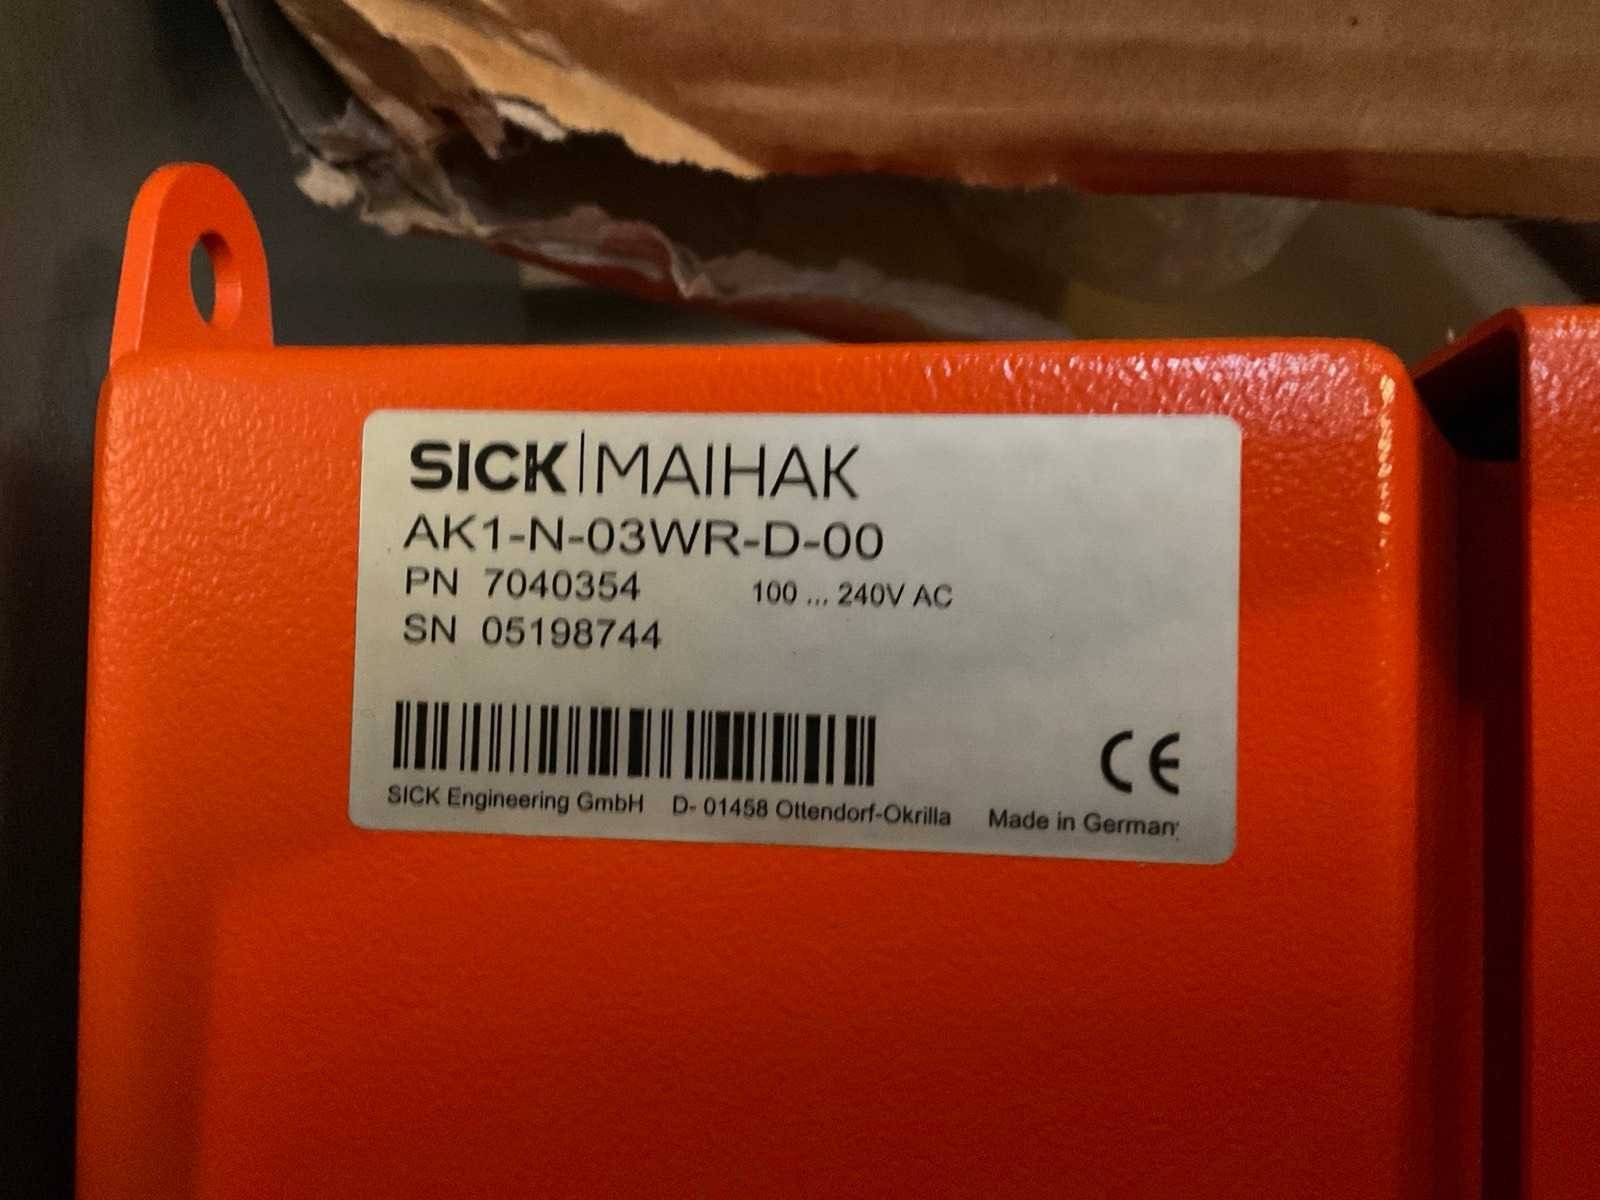 SICK|MAIHAK
AK1-N-03WR-D-00
PN 7040354 100 ... 240V AC
SN 05198744
CE
SICK Engineering GmbH D- 01458 Ottendorf-Okrilla Made in German